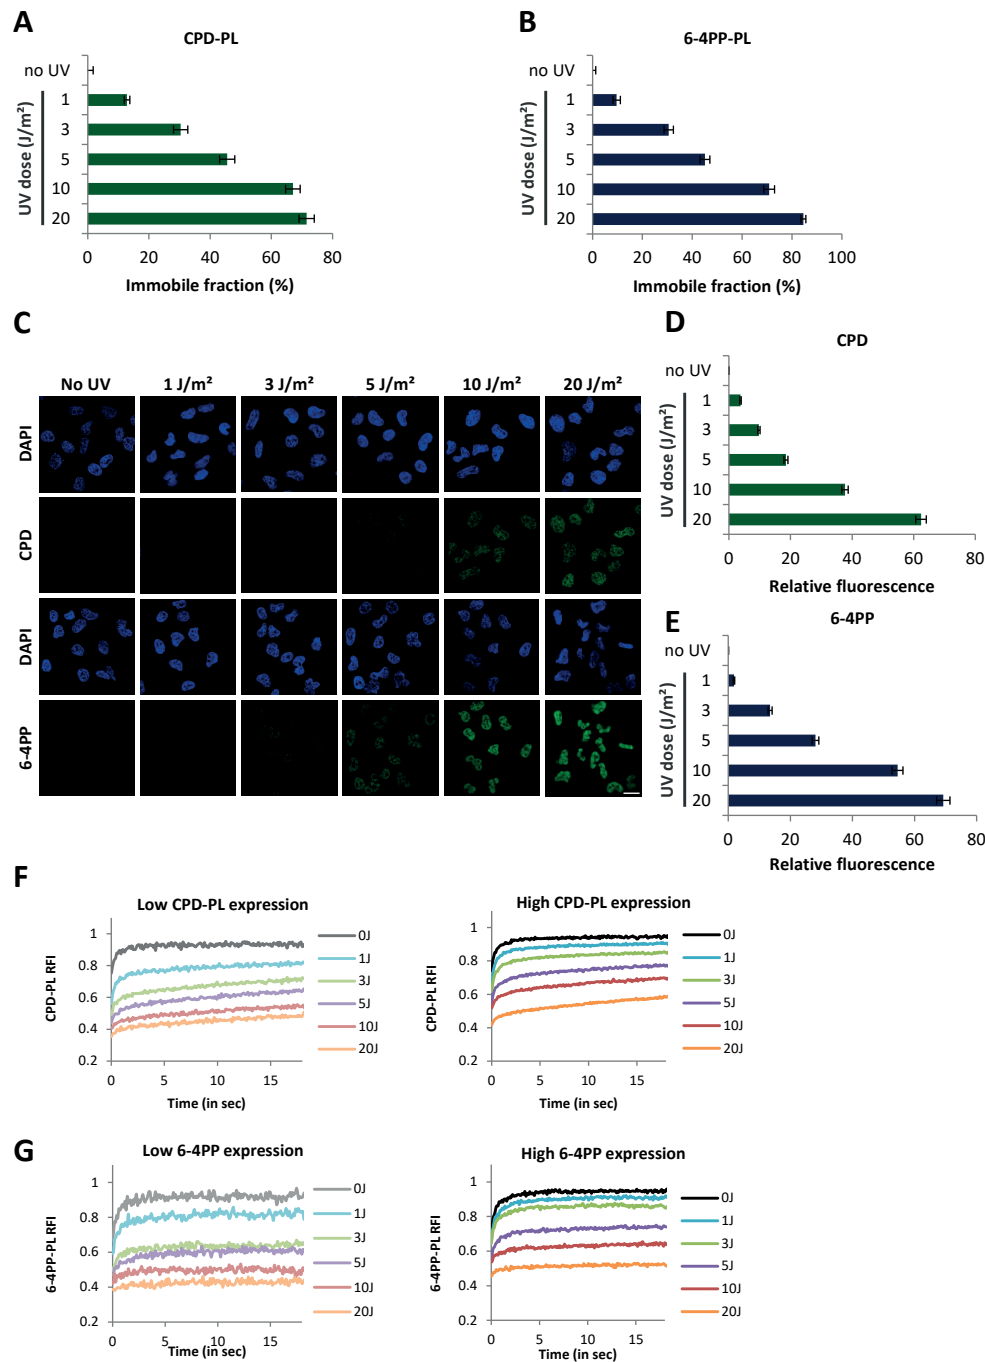 A
CPD-PL
no UV
1
3
5
10
20
UV dose (J/m²)
0 20 40 60 80
Immobile fraction (%)
B
6-4PP-PL
no UV
1
3
5
10
20
UV dose (J/m²)
0 20 40 60 80 100
Immobile fraction (%)
C
No UV 1 J/m² 3 J/m² 5 J/m² 10 J/m² 20 J/m²
DAPI
CPD
DAPI
6-4PP
D
CPD
no UV
1
3
5
10
20
UV dose (J/m²)
0 20 40 60 80
Relative fluorescence
E
6-4PP
no UV
1
3
5
10
20
UV dose (J/m²)
0 20 40 60 80
Relative fluorescence
F
Low CPD-PL expression
CPD-PL RFI
1
0.8
0.6
0.4
0.2
0 5 10 15
Time (in sec)
0J
1J
3J
5J
10J
20J
High CPD-PL expression
CPD-PL RFI
1
0.8
0.6
0.4
0.2
0 5 10 15
Time (in sec)
0J
1J
3J
5J
10J
20J
G
Low 6-4PP expression
6-4PP-PL RFI
1
0.8
0.6
0.4
0.2
0 5 10 15
Time (in sec)
0J
1J
3J
5J
10J
20J
High 6-4PP expression
6-4PP-PL RFI
1
0.8
0.6
0.4
0.2
0 5 10 15
Time (in sec)
0J
1J
3J
5J
10J
20J